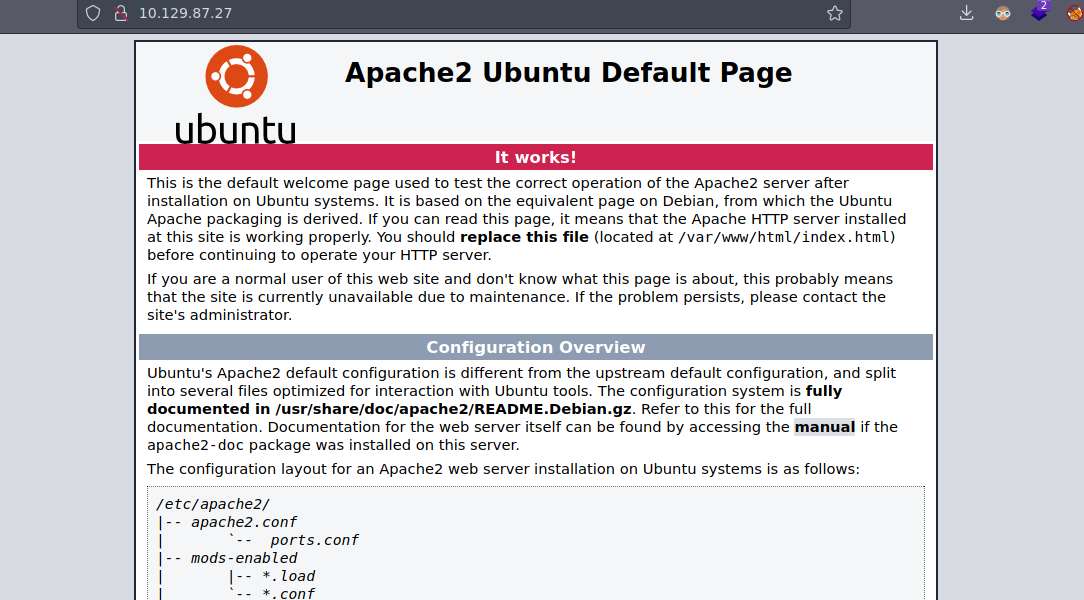 10.129.87.27
2
Apache2 Ubuntu Default Page
ubuntu
It works!
This is the default welcome page used to test the correct operation of the Apache2 server after
installation on Ubuntu systems. It is based on the equivalent page on Debian, from which the Ubuntu
Apache packaging is derived. If you can read this page, it means that the Apache HTTP server installed
at this site is working properly. You should replace this file (located at /var/www/html/index.html)
before continuing to operate your HTTP server.
If you are a normal user of this web site and don't know what this page is about, this probably means
that the site is currently unavailable due to maintenance. If the problem persists, please contact the
site's administrator.
Configuration Overview
Ubuntu's Apache2 default configuration is different from the upstream default configuration, and split
into several files optimized for interaction with Ubuntu tools. The configuration system is fully
documented in /usr/share/doc/apache2/README.Debian.gz. Refer to this for the full
documentation. Documentation for the web server itself can be found by accessing the manual if the
apache2-doc package was installed on this server.
The configuration layout for an Apache2 web server installation on Ubuntu systems is as follows:
/etc/apache2/
|-- apache2.conf
|       `--  ports.conf
|-- mods-enabled
|       |-- *.load
|       `-- *.conf